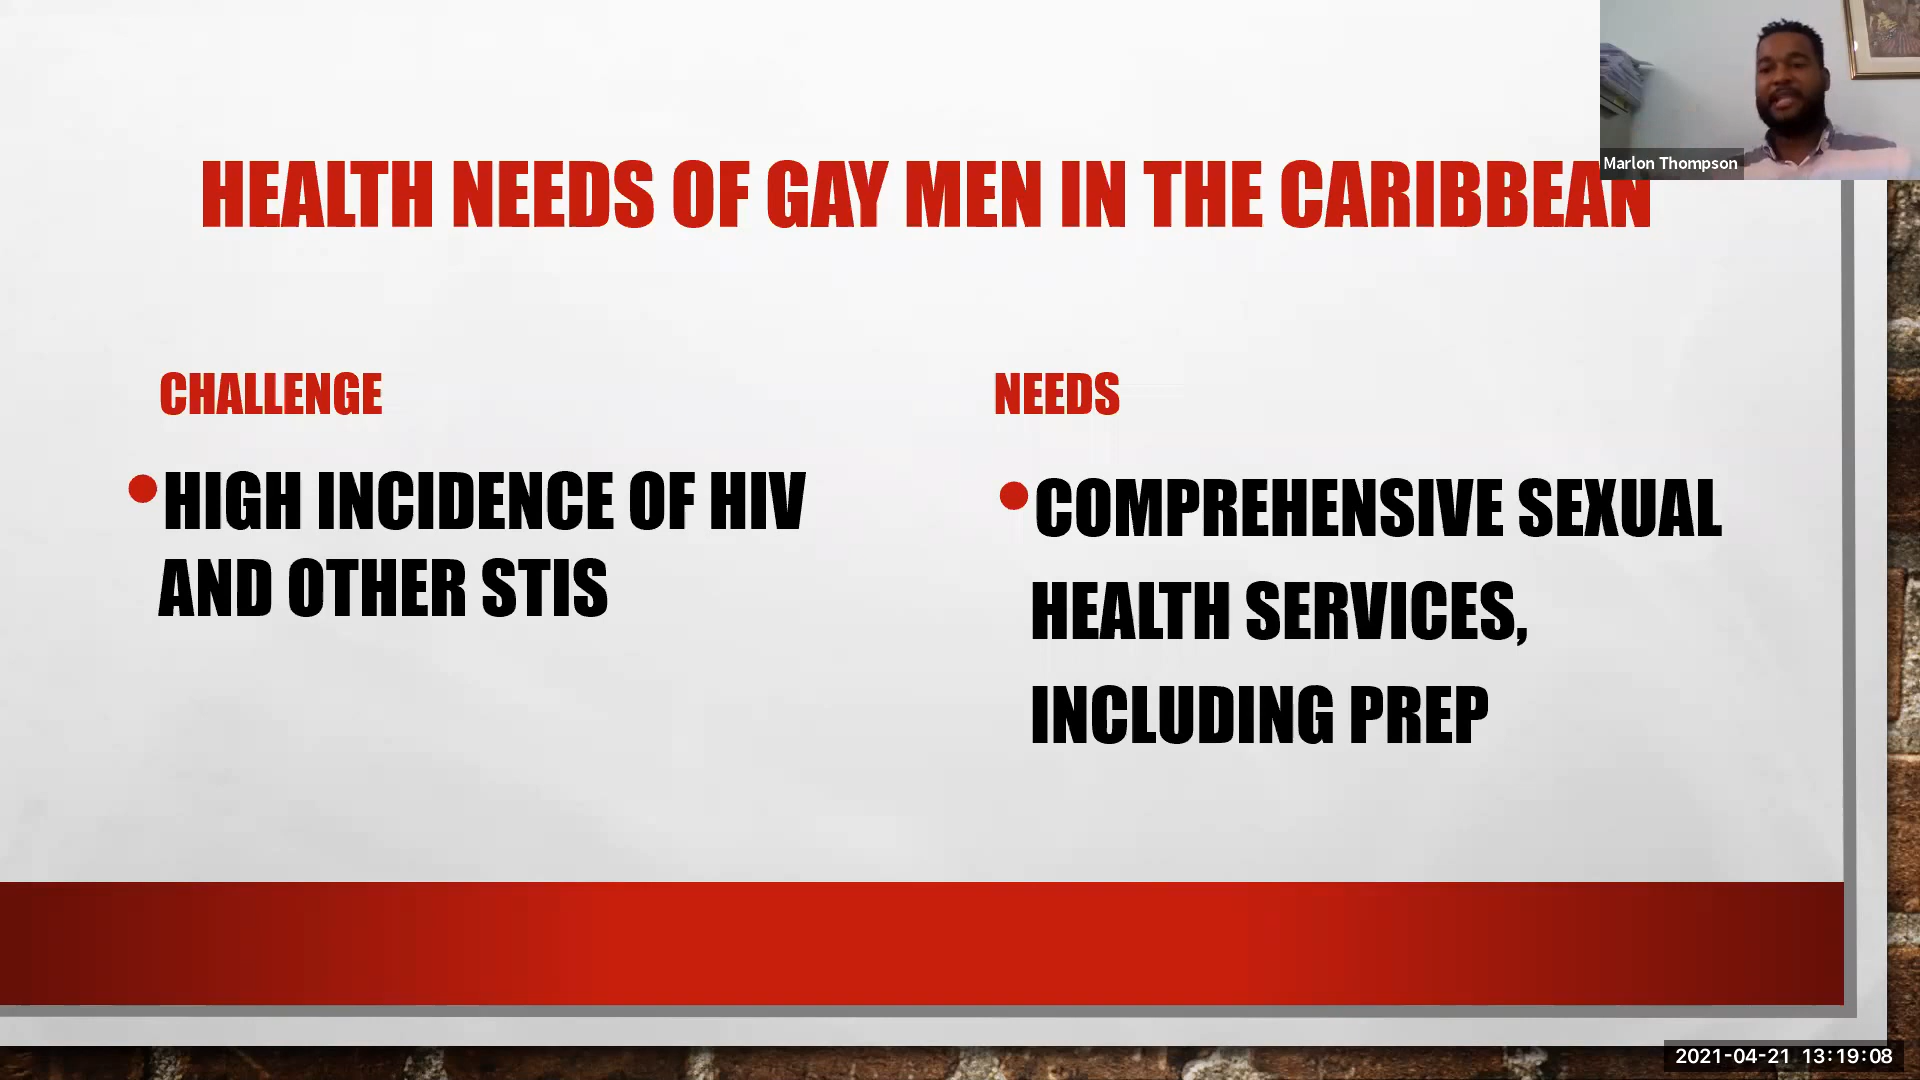 HEALTH NEEDS OF GAY MEN IN THE CARIBBEAN
Marlon Thompson
CHALLENGE
HIGH INCIDENCE OF HIV
AND OTHER STIS
NEEDS
COMPREHENSIVE SEXUAL
HEALTH SERVICES,
INCLUDING PREP
2021-04-21 13:19:08